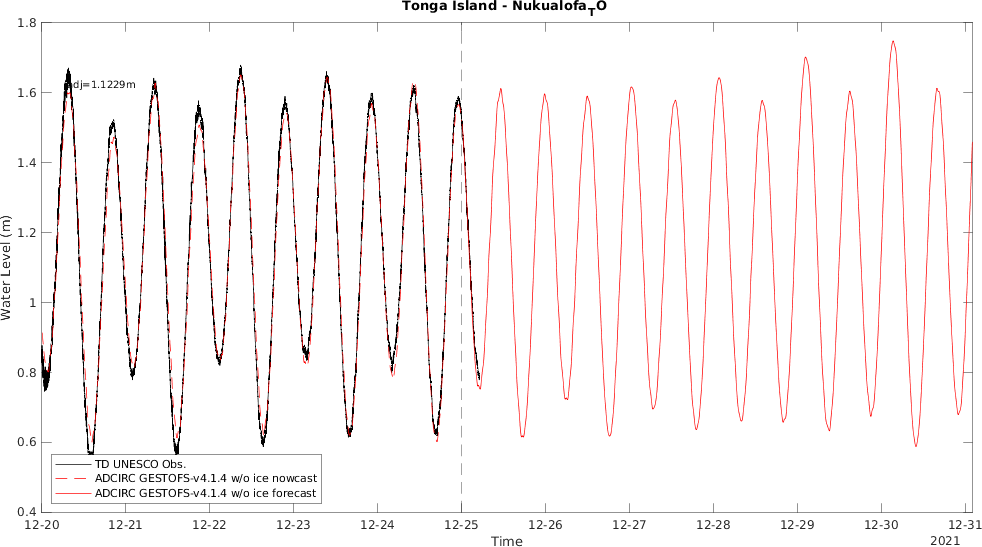 Tonga Island - Nukualofa_TO
1.8
dj=1.1229m
1.6
1.4
1.2
Water Level (m)
1
0.8
0.6
TD UNESCO Obs.
ADCIRC GESTOFS-v4.1.4 w/o ice nowcast
ADCIRC GESTOFS-v4.1.4 w/o ice forecast
0.4
12-20 12-21 12-22 12-23 12-24 12-25 12-26 12-27 12-28 12-29 12-30 12-31
Time
2021